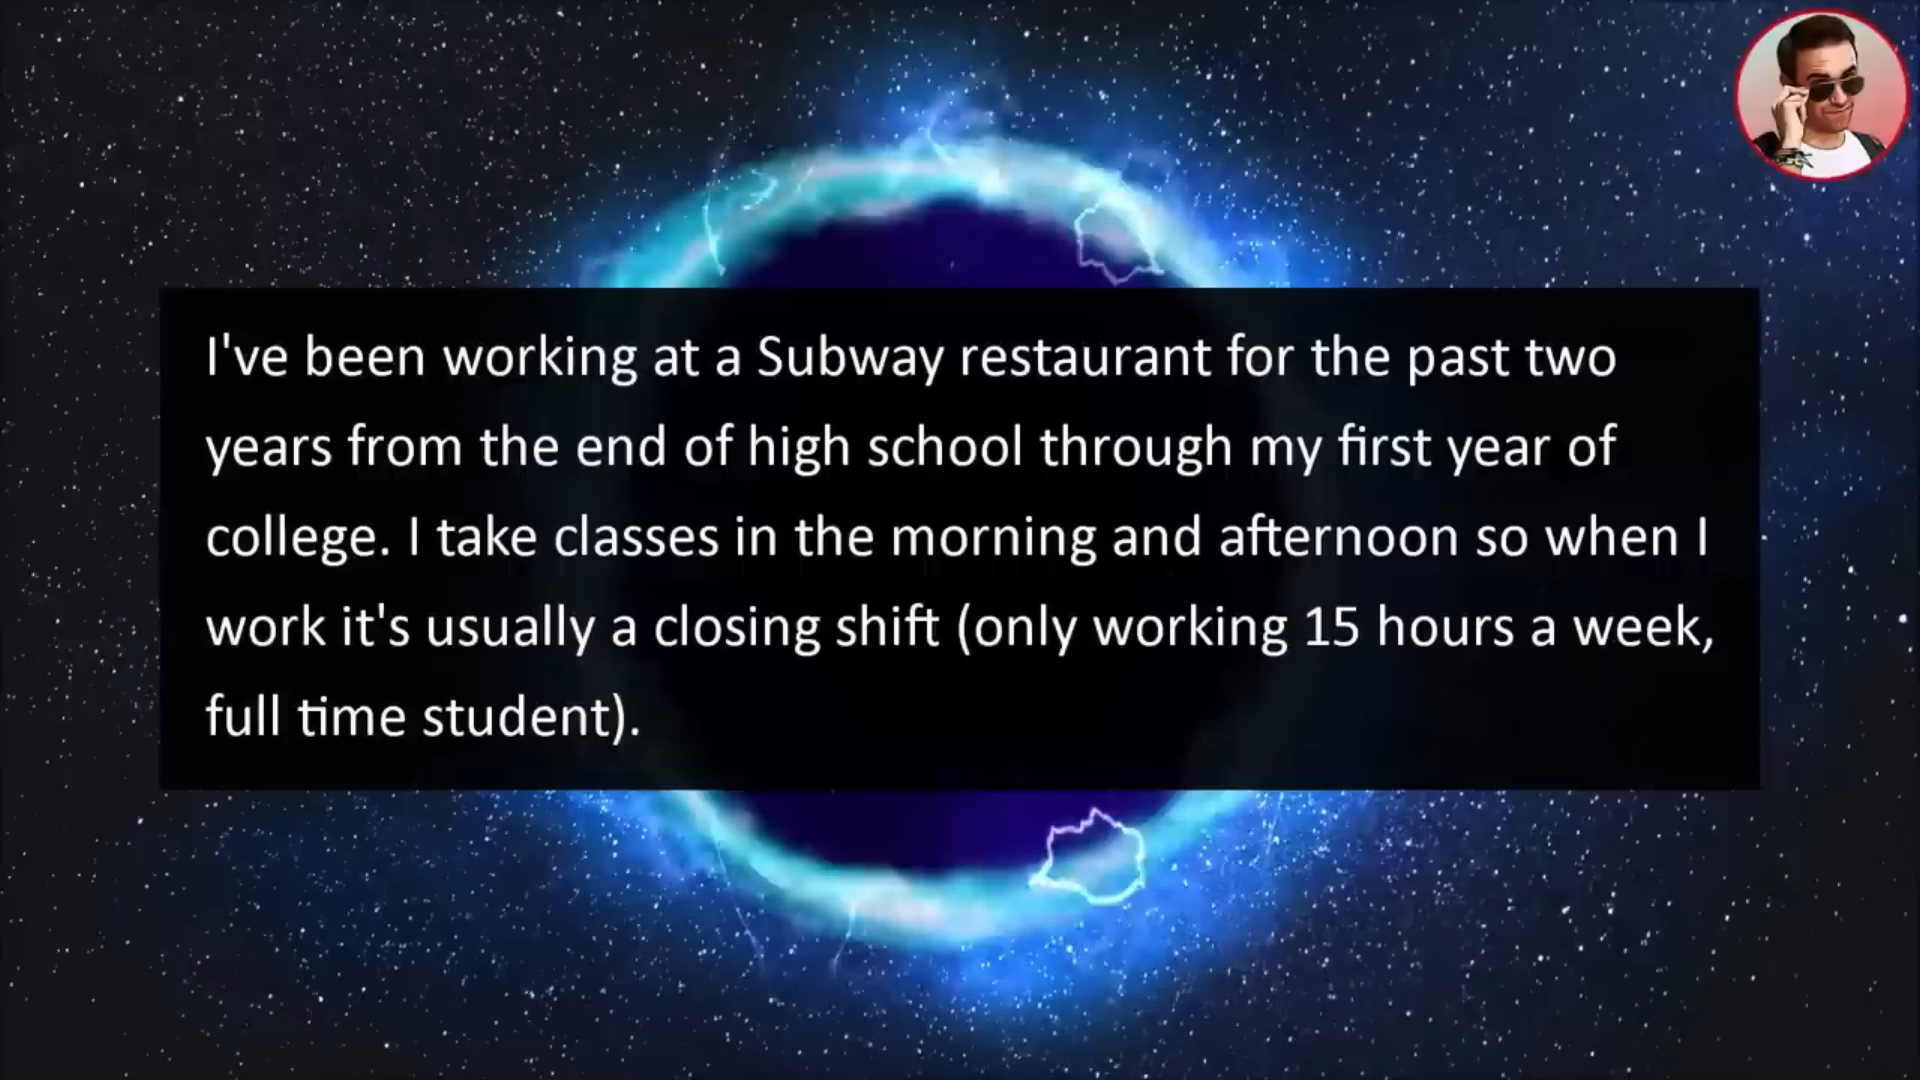 I've been working at a Subway restaurant for the past two
years from the end of high school through my first year of
college. I take classes in the morning and afternoon so when I
work it's usually a closing shift (only working 15 hours a week,
full time student).